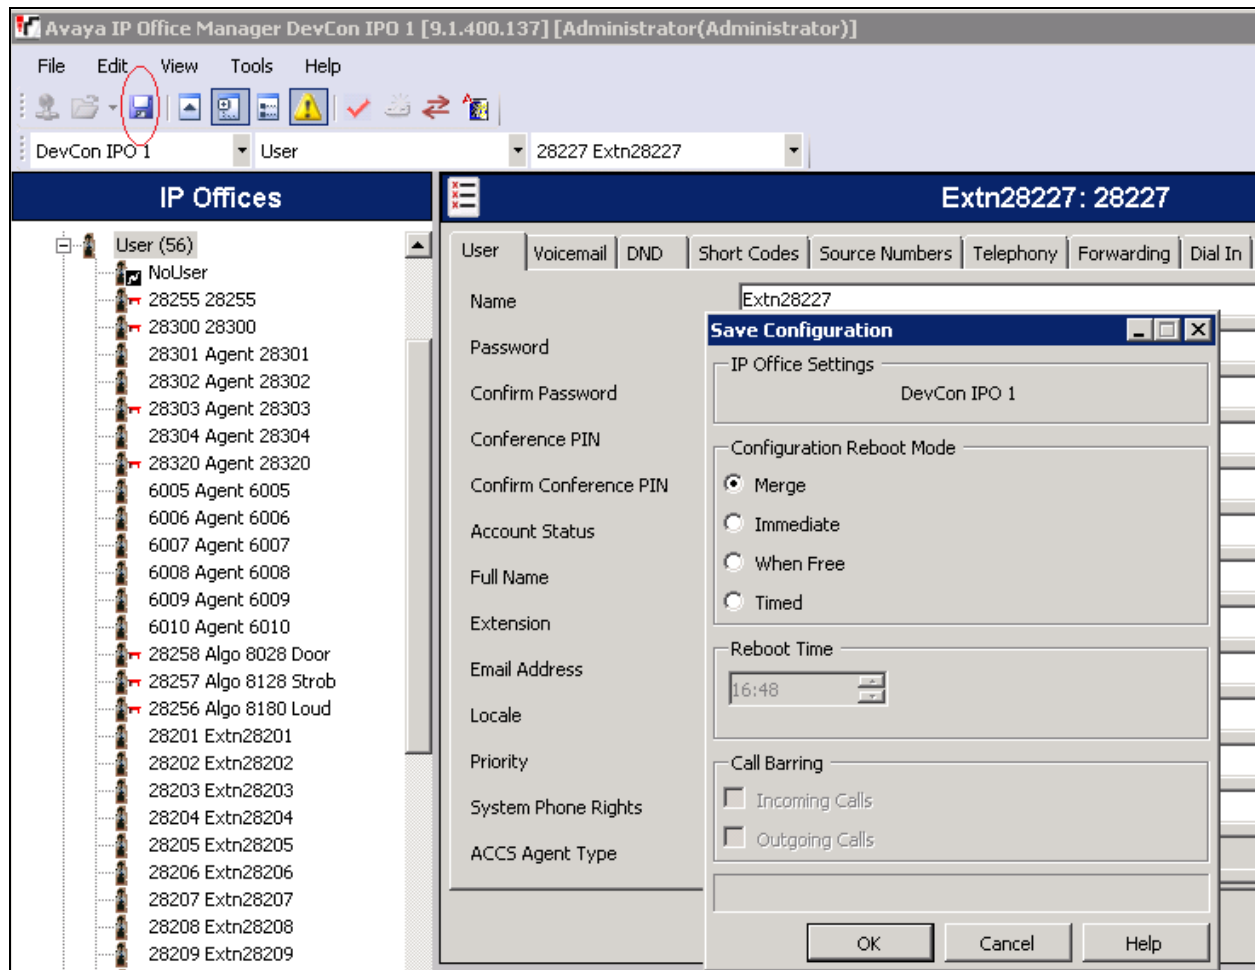 Avaya IP Office Manager DevCon IPO 1 [9.1.400.137] [Administrator(Administrator)]
File Edit View Tools Help
DevCon IPO 1 User 28227 Extn28227
IP Offices
User (56)
NoUser
28255 28255
28300 28300
28301 Agent 28301
28302 Agent 28302
28303 Agent 28303
28304 Agent 28304
28320 Agent 28320
6005 Agent 6005
6006 Agent 6006
6007 Agent 6007
6008 Agent 6008
6009 Agent 6009
6010 Agent 6010
28258 Algo 8028 Door
28257 Algo 8128 Strob
28256 Algo 8180 Loud
28201 Extn28201
28202 Extn28202
28203 Extn28203
28204 Extn28204
28205 Extn28205
28206 Extn28206
28207 Extn28207
28208 Extn28208
28209 Extn28209
Extn28227: 28227
User Voicemail DND Short Codes Source Numbers Telephony Forwarding Dial In
Name Extn28227
Password
Confirm Password
Conference PIN
Confirm Conference PIN
Account Status
Full Name
Extension
Email Address
Locale
Priority
System Phone Rights
ACCS Agent Type
Save Configuration
IP Office Settings
DevCon IPO 1
Configuration Reboot Mode
Merge
Immediate
When Free
Timed
Reboot Time
16:48
Call Barring
Incoming Calls
Outgoing Calls
OK Cancel Help